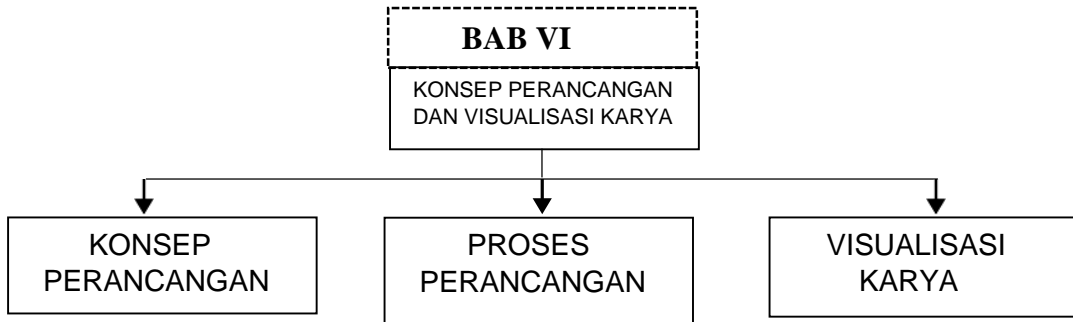 BAB VI
KONSEP PERANCANGAN
DAN VISUALISASI KARYA
KONSEP
PERANCANGAN
PROSES
PERANCANGAN
VISUALISASI
KARYA